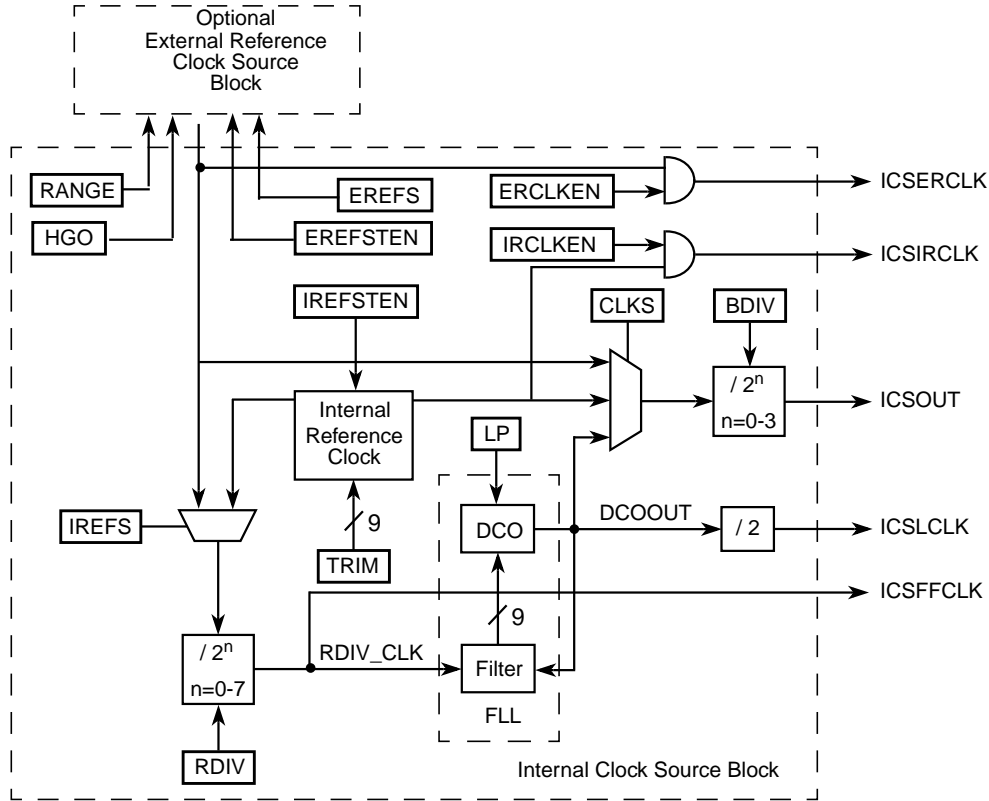 Optional
External Reference
Clock Source
Block
RANGE
HGO
EREFS
EREFSTEN
ERCLKEN
IRCLKEN
ICSERCLK
ICSIRCLK
IREFSTEN
CLKS
BDIV
Internal
Reference
Clock
/ 2ⁿ
n=0-3
ICSOUT
LP
IREFS
9
TRIM
DCO
DCOOUT
/ 2
ICSLCLK
ICSFFCLK
9
/ 2ⁿ
n=0-7
RDIV_CLK
Filter
FLL
RDIV
Internal Clock Source Block